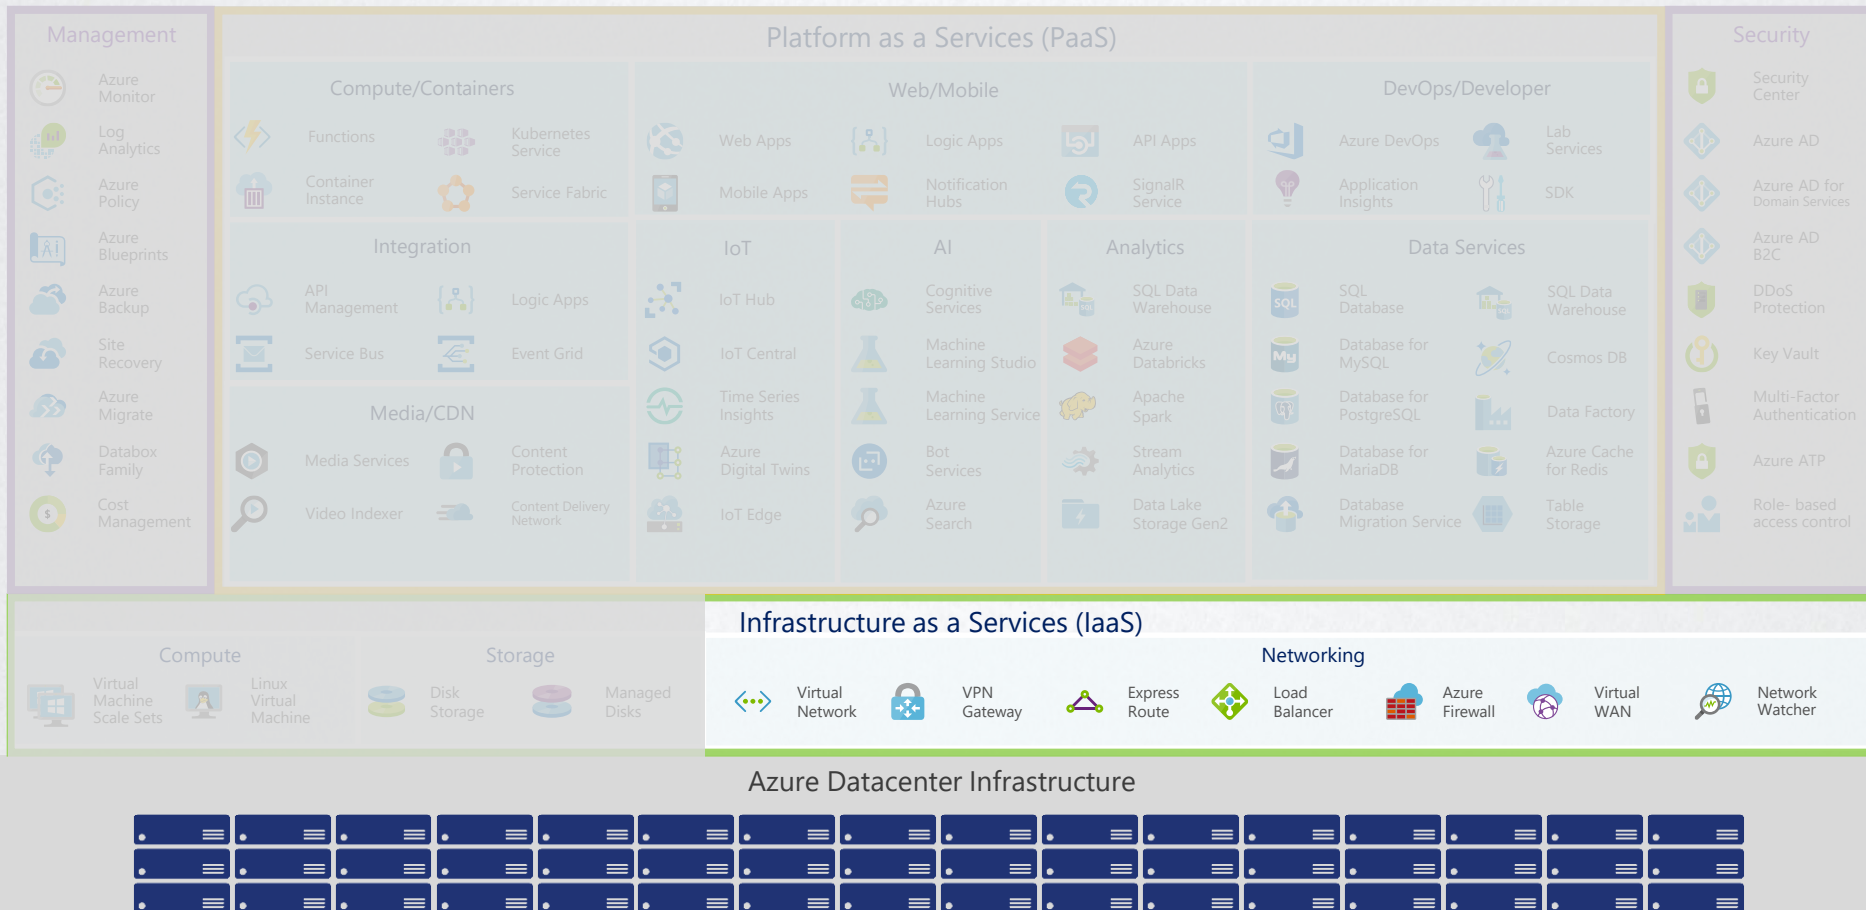 Management
Azure
Monitor
Log
Analytics
Azure
Policy
Azure
Blueprints
Azure
Backup
Site
Recovery
Azure
Migrate
Databox
Family
Cost
Management
Platform as a Services (PaaS)
Compute/Containers
Functions
Kubernetes
Service
Container
Instance
Service Fabric
Web/Mobile
Web Apps
Logic Apps
API Apps
Mobile Apps
Notification
Hubs
SignalR
Service
DevOps/Developer
Azure DevOps
Lab
Services
Application
Insights
SDK
Integration
API
Management
Logic Apps
Service Bus
Event Grid
Media/CDN
Media Services
Content
Protection
Video Indexer
Content Delivery
Network
IoT
IoT Hub
IoT Central
Time Series
Insights
Azure
Digital Twins
IoT Edge
AI
Cognitive
Services
Machine
Learning Studio
Machine
Learning Service
Bot
Services
Azure
Search
Analytics
SQL Data
Warehouse
Azure
Databricks
Apache
Spark
Stream
Analytics
Data Lake
Storage Gen2
Data Services
SQL
SQL
Database
SQL Data
Warehouse
My
Database for
MySQL
Cosmos DB
Database for
PostgreSQL
Data Factory
Database for
MariaDB
Azure Cache
for Redis
Database
Migration Service
Table
Storage
Security
Security
Center
Azure AD
Azure AD for
Domain Services
Azure AD
B2C
DDoS
Protection
Key Vault
Multi-Factor
Authentication
Azure ATP
Role- based
access control
Infrastructure as a Services (IaaS)
Compute
Virtual
Machine
Scale Sets
Linux
Virtual
Machine
Storage
Disk
Storage
Managed
Disks
Networking
Virtual
Network
VPN
Gateway
Express
Route
Load
Balancer
Azure
Firewall
Virtual
WAN
Network
Watcher
Azure Datacenter Infrastructure